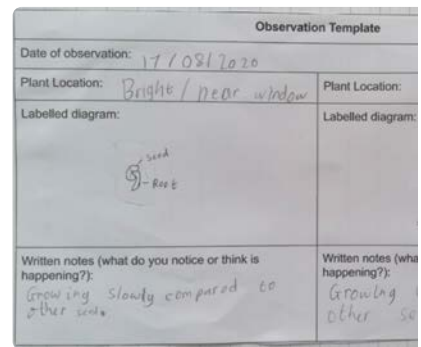 Observation Template
Date of observation: 17/08/2020
Plant Location: Bright / near window
Plant Location:
Labelled diagram:
Labelled diagram:
seed
Root
Written notes (what do you notice or think is
happening?):
Growing slowly compared to
other seeds
Written notes (wha
happening?):
Growing
other